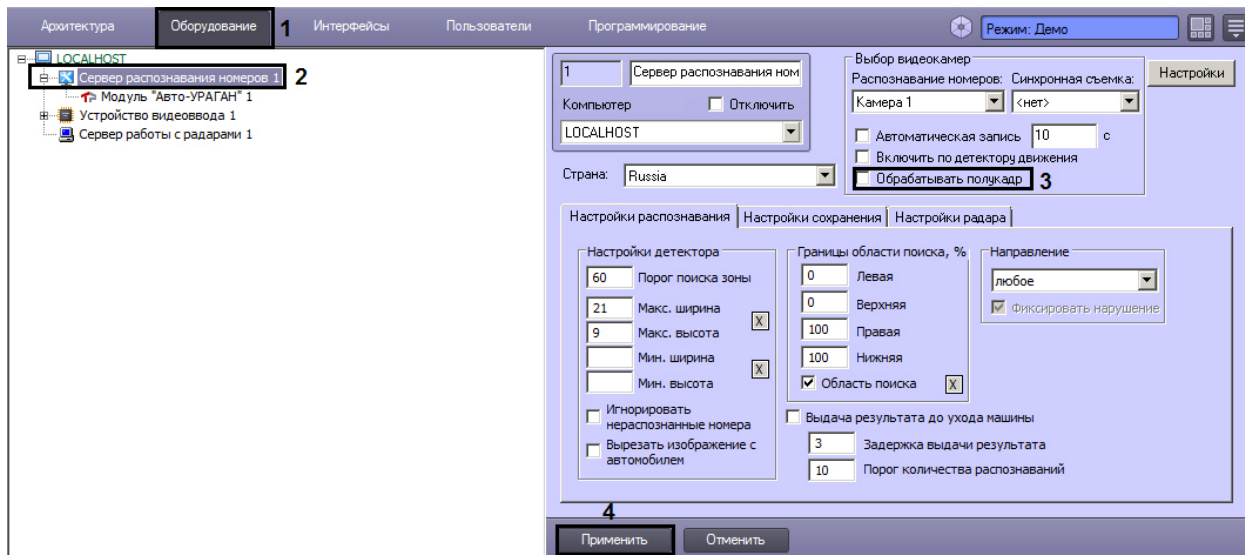 Архитектура Оборудование 1 Интерфейсы Пользователи Программирование Режим: Демо
LOCALHOST
Сервер распознавания номеров 1 2
Модуль "Авто-УРАГАН" 1
Устройство видеоввода 1
Сервер работы с радарами 1
1 Сервер распознавания ном
Компьютер Отключить
LOCALHOST
Страна: Russia
Выбор видеокамер
Распознавание номеров: Синхронная съемка:
Камера 1 <нет>
Автоматическая запись 10 с
Включить по детектору движения
Обрабатывать полукадр 3
Настройки
Настройки распознавания Настройки сохранения Настройки радара
Настройки детектора
60 Порог поиска зоны
21 Макс. ширина
9 Макс. высота
X
Мин. ширина
Мин. высота
X
Игнорировать
нераспознанные номера
Вырезать изображение с
автомобилем
Границы области поиска, %
0 Левая
0 Верхняя
100 Правая
100 Нижняя
Область поиска X
Направление
любое
Фиксировать нарушение
Выдача результата до ухода машины
3 Задержка выдачи результата
10 Порог количества распознаваний
4
Применить Отменить